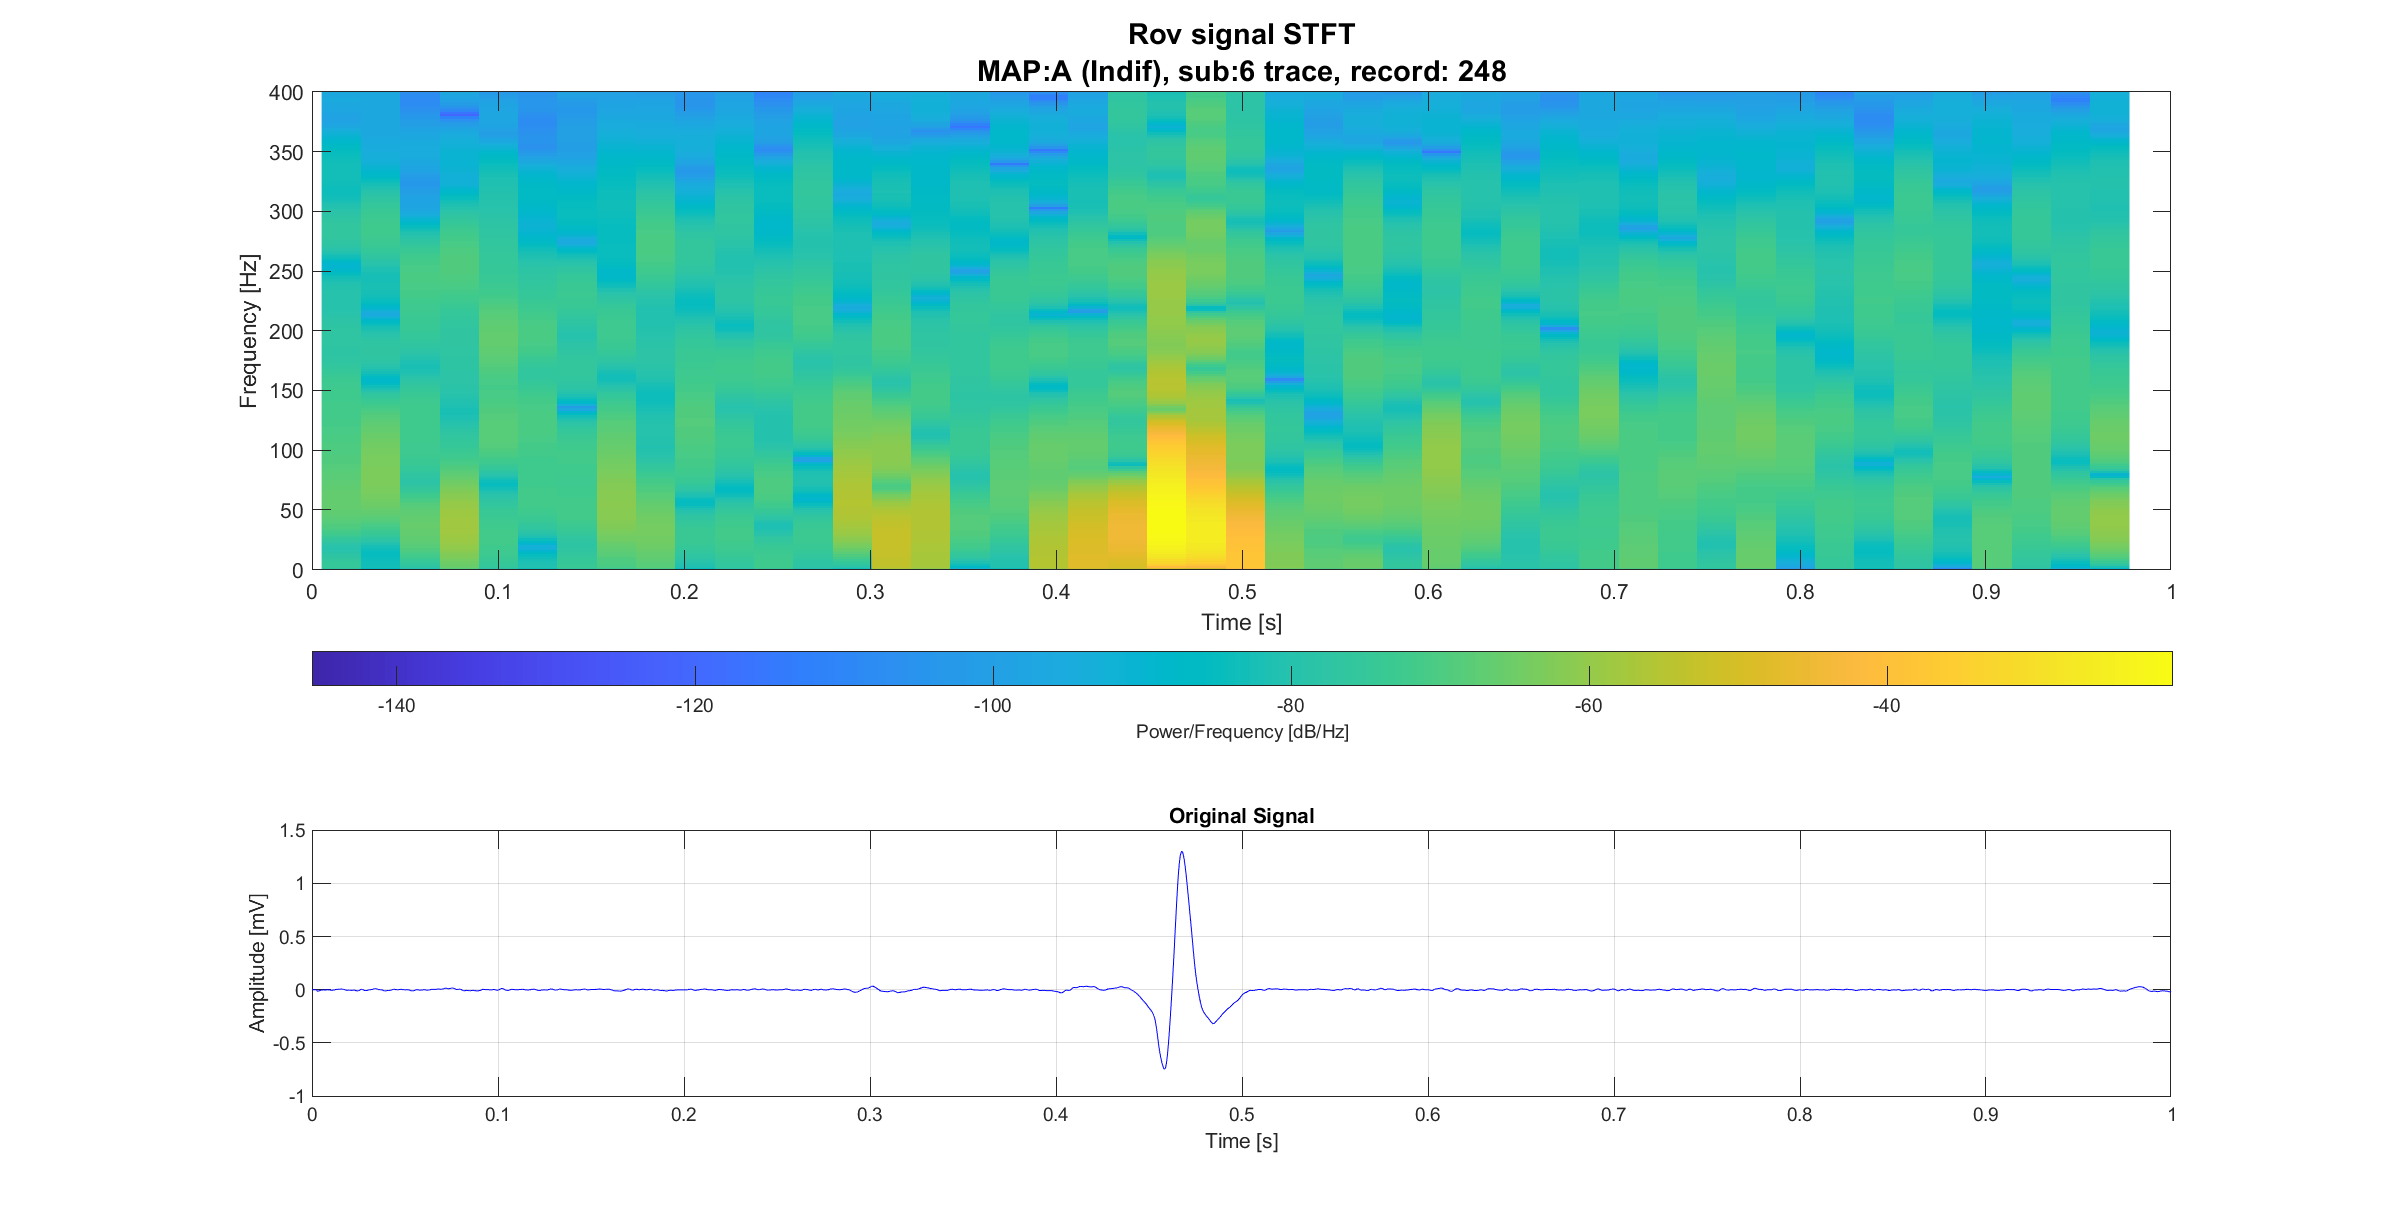 Rov signal STFT
MAP:A (Indif), sub:6 trace, record: 248
400
350
300
250
200
150
100
50
0
Frequency [Hz]
0 0.1 0.2 0.3 0.4 0.5 0.6 0.7 0.8 0.9 1
Time [s]
-140 -120 -100 -80 -60 -40
Power/Frequency [dB/Hz]
Original Signal
1.5
1
0.5
0
-0.5
-1
Amplitude [mV]
0 0.1 0.2 0.3 0.4 0.5 0.6 0.7 0.8 0.9 1
Time [s]